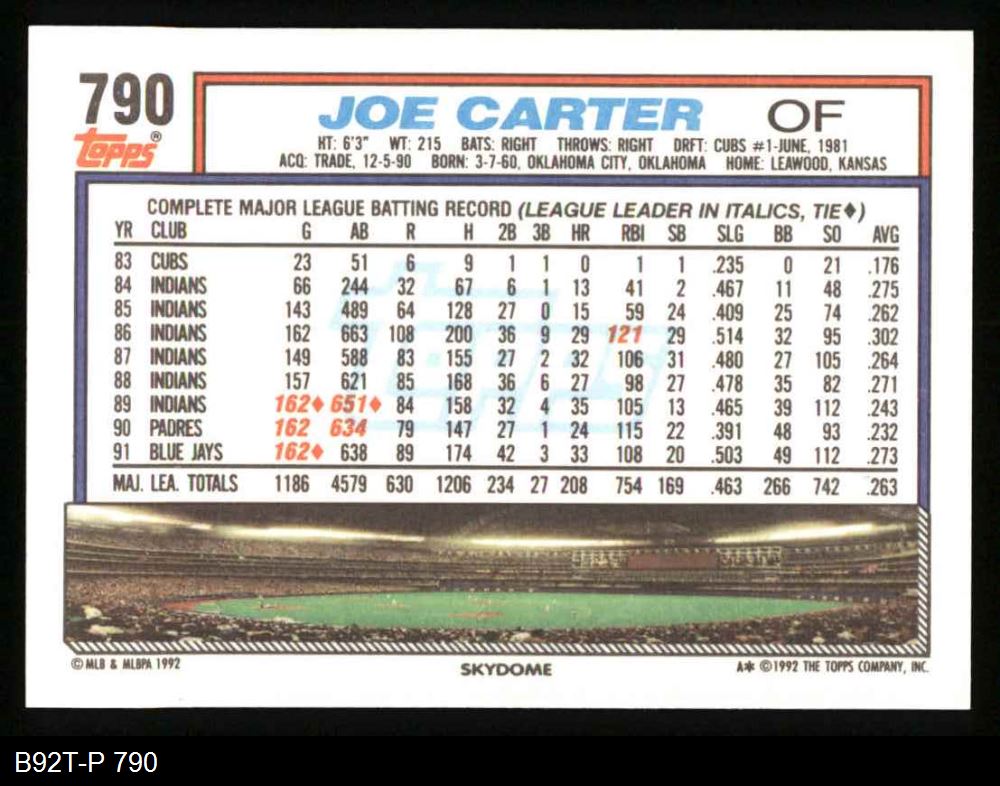 790
Topps®
JOE CARTER OF
HT: 6'3" WT: 215 BATS: RIGHT THROWS: RIGHT DRFT: CUBS #1-JUNE, 1981
ACQ: TRADE, 12-5-90 BORN: 3-7-60, OKLAHOMA CITY, OKLAHOMA HOME: LEAWOOD, KANSAS
COMPLETE MAJOR LEAGUE BATTING RECORD (LEAGUE LEADER IN ITALICS, TIE♦)
YR CLUB G AB R H 2B 3B HR RBI SB SLG BB SO AVG
83 CUBS 23 51 6 9 1 1 0 1 1 .235 0 21 .176
84 INDIANS 66 244 32 67 6 1 13 41 2 .467 11 48 .275
85 INDIANS 143 489 64 128 27 0 15 59 24 .409 25 74 .262
86 INDIANS 162 663 108 200 36 9 29 121 29 .514 32 95 .302
87 INDIANS 149 588 83 155 27 2 32 106 31 .480 27 105 .264
88 INDIANS 157 621 85 168 36 6 27 98 27 .478 35 82 .271
89 INDIANS 162♦ 651♦ 84 158 32 4 35 105 13 .465 39 112 .243
90 PADRES 162 634 79 147 27 1 24 115 22 .391 48 93 .232
91 BLUE JAYS 162♦ 638 89 174 42 3 33 108 20 .503 49 112 .273
MAJ. LEA. TOTALS 1186 4579 630 1206 234 27 208 754 169 .463 266 742 .263
Topps
© MLB & MLBPA 1992
SKYDOME
A* ©1992 THE TOPPS COMPANY, INC.
B92T-P 790